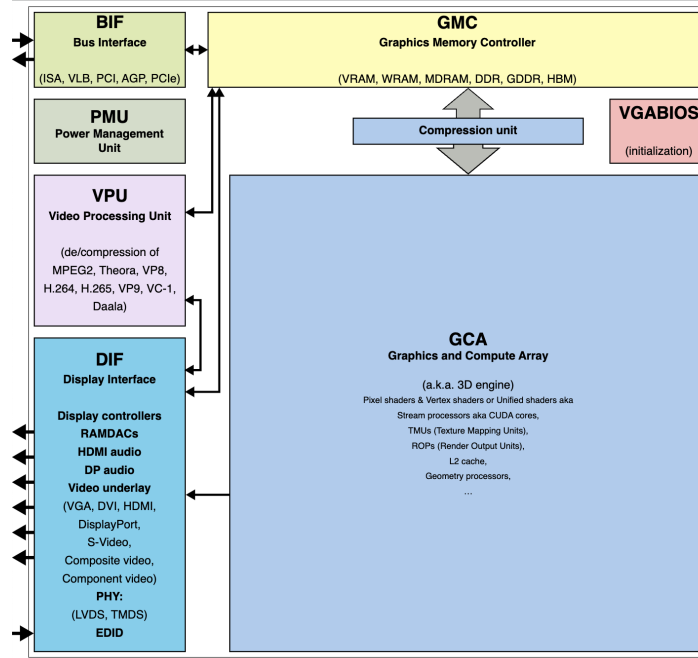 BIF
Bus Interface
(ISA, VLB, PCI, AGP, PCIe)
GMC
Graphics Memory Controller
(VRAM, WRAM, MDRAM, DDR, GDDR, HBM)
PMU
Power Management
Unit
Compression unit
VGABIOS
(initialization)
VPU
Video Processing Unit
(de/compression of
MPEG2, Theora, VP8,
H.264, H.265, VP9, VC-1,
Daala)
DIF
Display Interface
Display controllers
RAMDACs
HDMI audio
DP audio
Video underlay
(VGA, DVI, HDMI,
DisplayPort,
S-Video,
Composite video,
Component video)
PHY:
(LVDS, TMDS)
EDID
GCA
Graphics and Compute Array
(a.k.a. 3D engine)
Pixel shaders & Vertex shaders or Unified shaders aka
Stream processors aka CUDA cores,
TMUs (Texture Mapping Units),
ROPs (Render Output Units),
L2 cache,
Geometry processors,
...